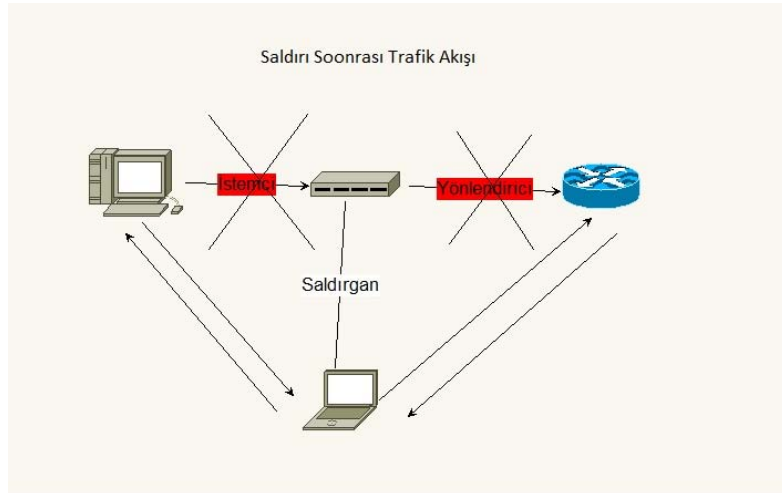 Saldırı Soonrası Trafik Akışı
İstemci
Yönlendirici
Saldırgan